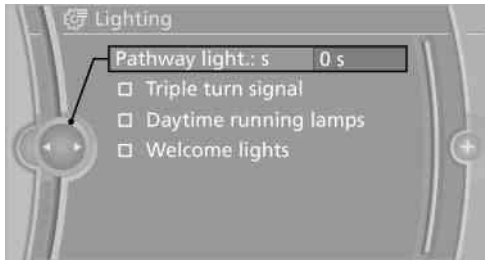 Lighting
Pathway light.: s 0 s
Triple turn signal
Daytime running lamps
Welcome lights